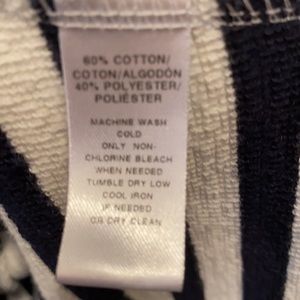 60% COTTON/
COTON/ALGODÓN
40% POLYESTER/
POLIÉSTER
MACHINE WASH
COLD
ONLY NON-
CHLORINE BLEACH
WHEN NEEDED
TUMBLE DRY LOW
COOL IRON
IF NEEDED
OR DRY CLEAN